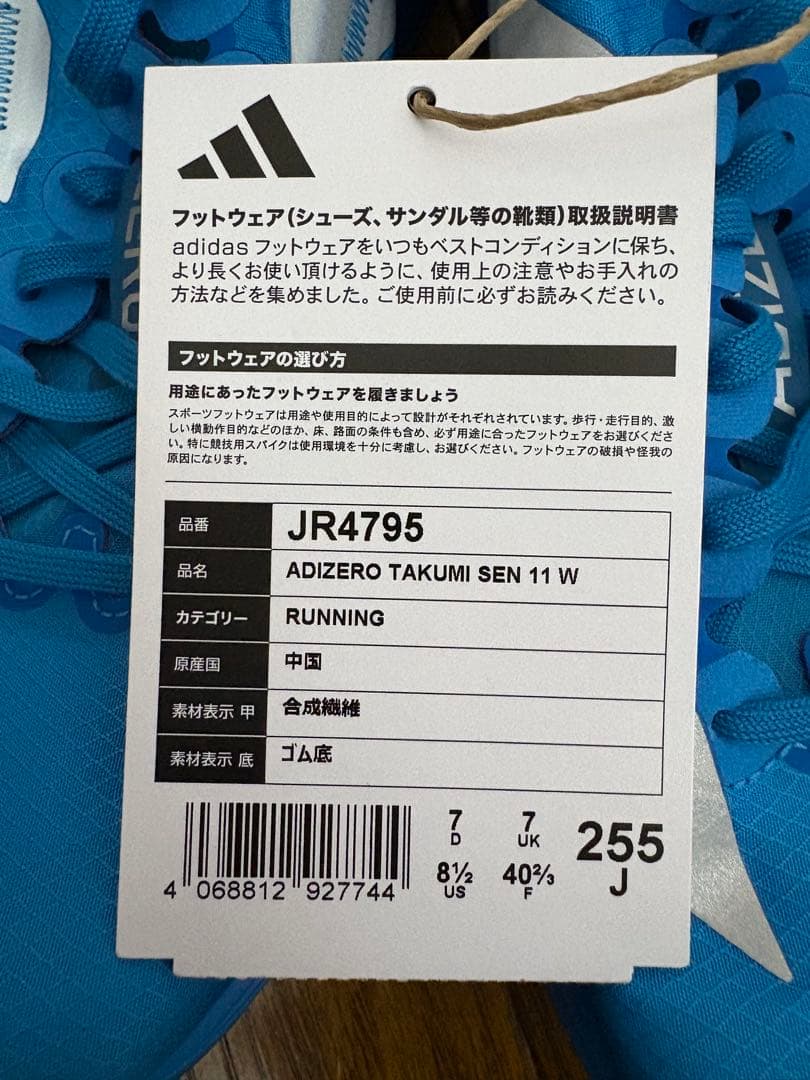 フットウェア(シューズ、サンダル等の靴類)取扱説明書
adidas フットウェアをいつもベストコンディションに保ち、
より長くお使い頂けるように、使用上の注意やお手入れの
方法などを集めました。ご使用前に必ずお読みください。
フットウェアの選び方
用途にあったフットウェアを履きましょう
スポーツフットウェアは用途や使用目的によって設計がそれぞれされています。歩行・走行目的、激
しい横動作目的などのほか、床、路面の条件も含め、必ず用途に合ったフットウェアをお選びくださ
い。特に競技用スパイクは使用環境を十分に考慮し、お選びください。フットウェアの破損や怪我の
原因になります。
品番 JR4795
品名 ADIZERO TAKUMI SEN 11 W
カテゴリー RUNNING
原産国 中国
素材表示 甲 合成繊維
素材表示 底 ゴム底
7 D 7 UK 255 J
8½ US 40⅔ F
4 068812 927744